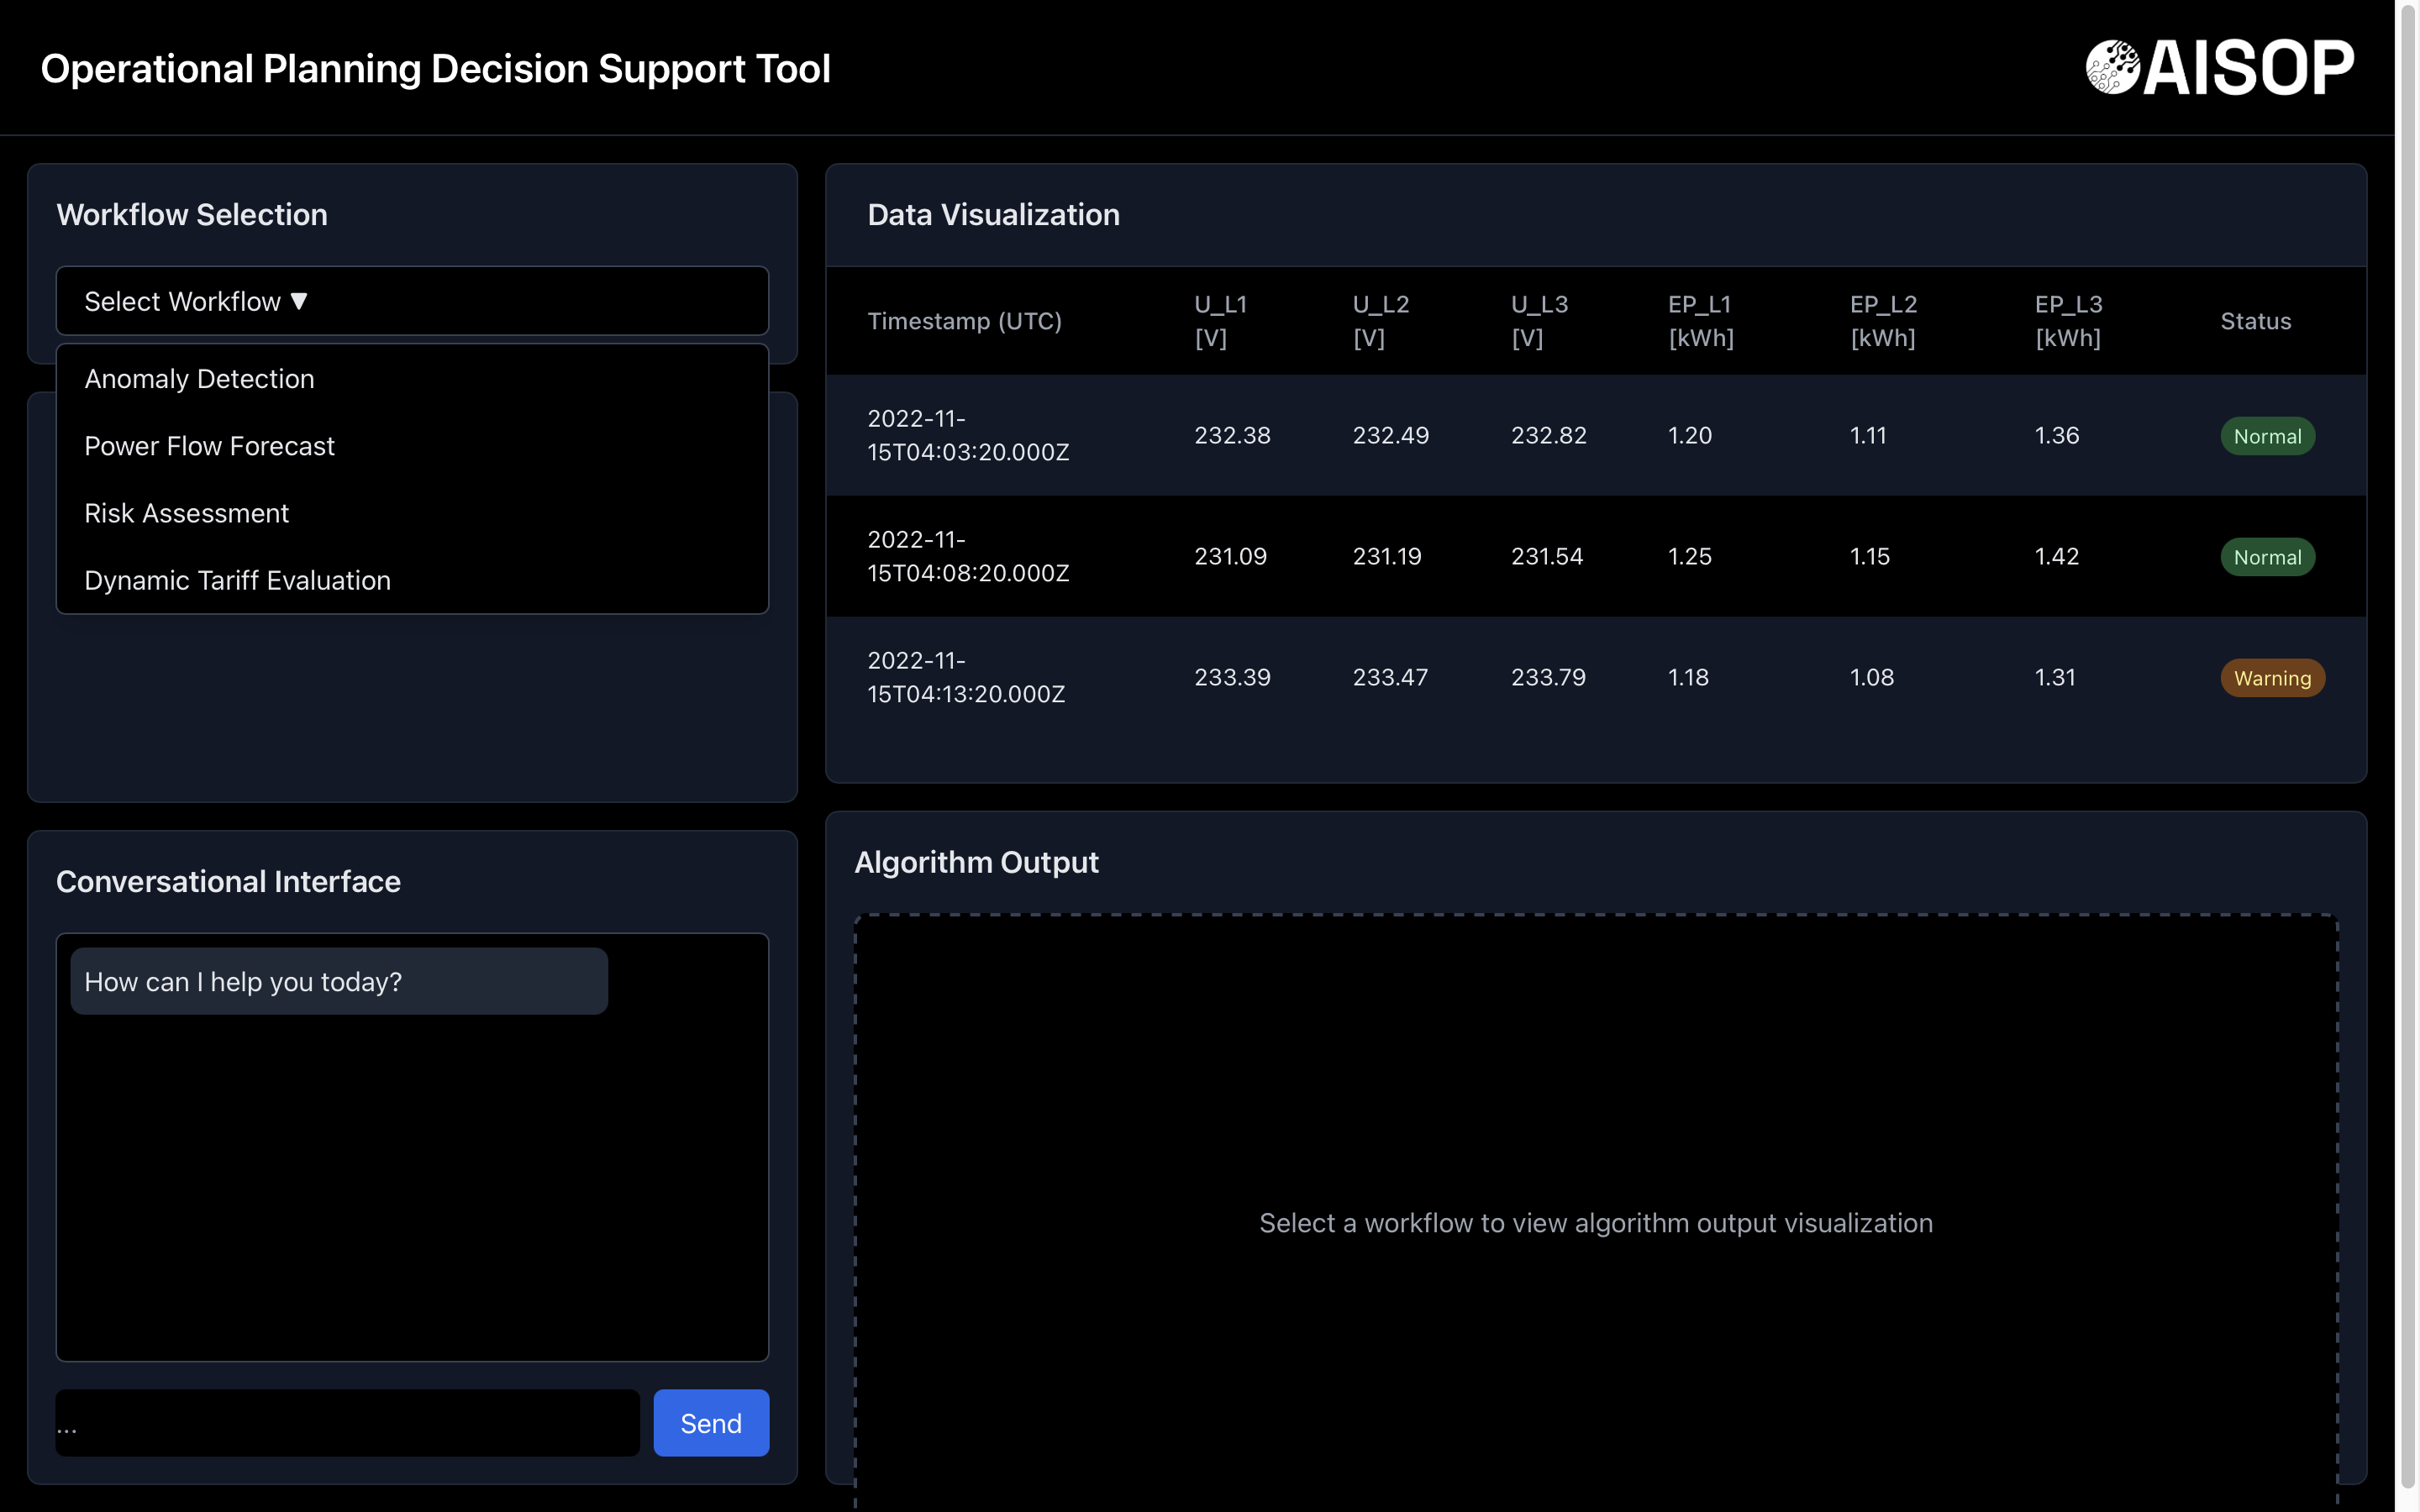 Operational Planning Decision Support Tool
AISOP
Workflow Selection
Select Workflow ▼
Anomaly Detection
Power Flow Forecast
Risk Assessment
Dynamic Tariff Evaluation
Conversational Interface
How can I help you today?
...
Send
Data Visualization
Timestamp (UTC) U_L1 [V] U_L2 [V] U_L3 [V] EP_L1 [kWh] EP_L2 [kWh] EP_L3 [kWh] Status
2022-11-15T04:03:20.000Z 232.38 232.49 232.82 1.20 1.11 1.36 Normal
2022-11-15T04:08:20.000Z 231.09 231.19 231.54 1.25 1.15 1.42 Normal
2022-11-15T04:13:20.000Z 233.39 233.47 233.79 1.18 1.08 1.31 Warning
Algorithm Output
Select a workflow to view algorithm output visualization